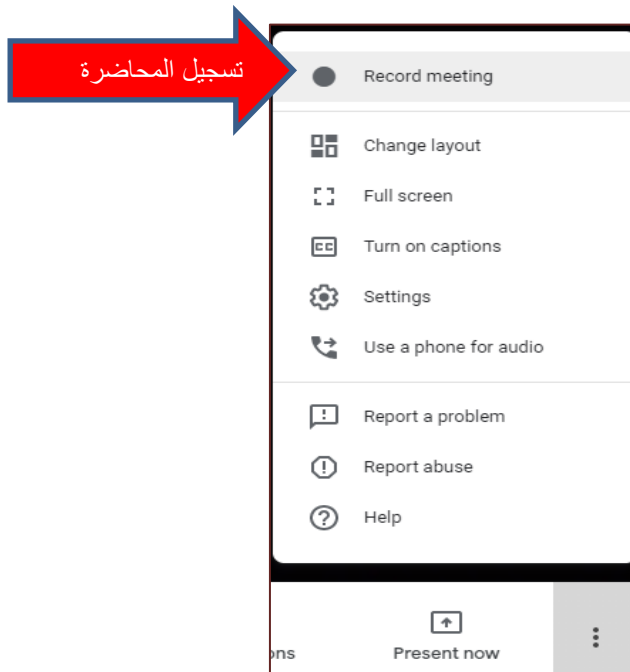 تسجيل المحاضرة
Record meeting
Change layout
Full screen
Turn on captions
Settings
Use a phone for audio
Report a problem
Report abuse
Help
ons
Present now